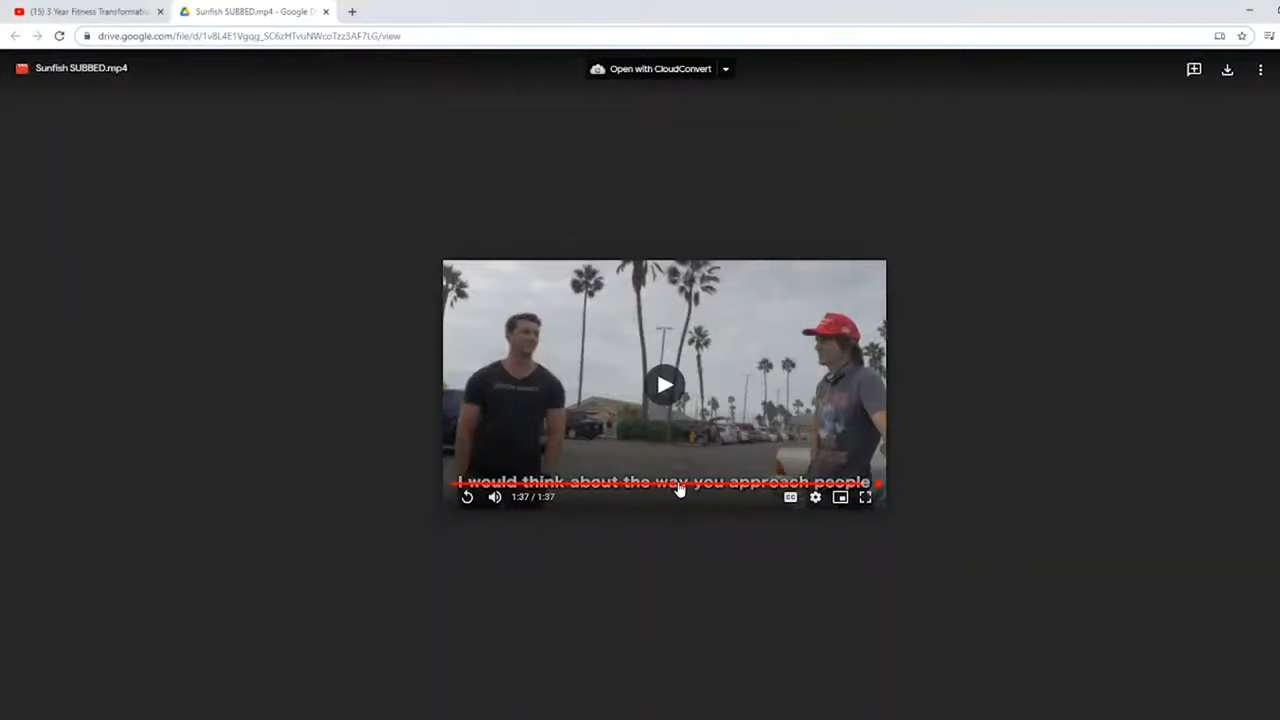 (15) 3 Year Fitness Transformati
Sunfish SUBBED.mp4 - Google D
drive.google.com/file/d/1v8L4E1Vgqg_SC6zHTvuNWcoTzz3AF7LG/view
Sunfish SUBBED.mp4
Open with CloudConvert
I would think about the way you approach people
1:37 / 1:37
CC